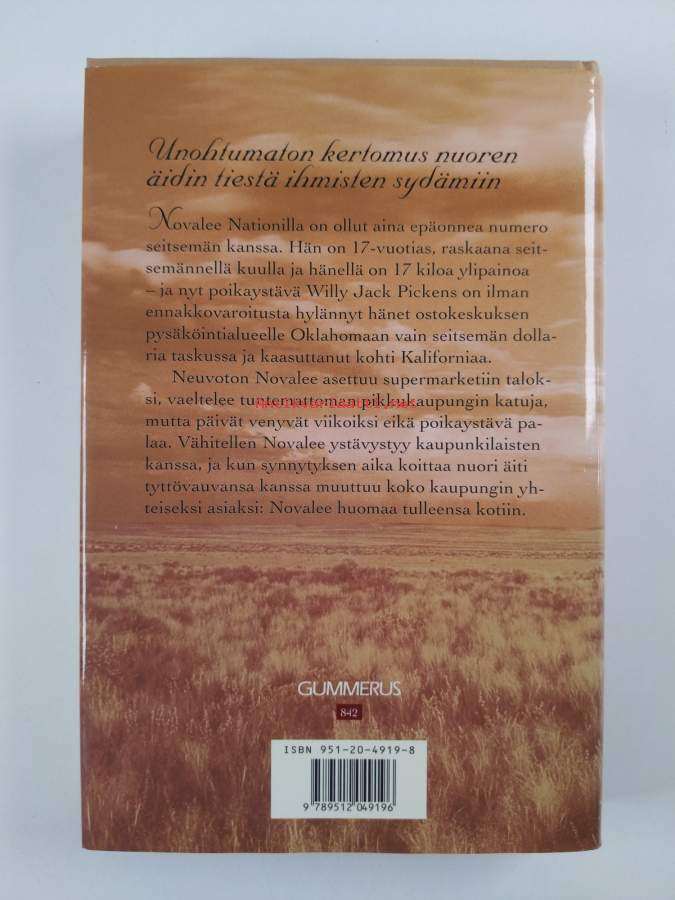 Unohtumaton kertomus nuoren
äidin tiestä ihmisten sydämiin
Novalee Nationilla on ollut aina epäonnea numero
seitsemän kanssa. Hän on 17-vuotias, raskaana seit-
semännellä kuulla ja hänellä on 17 kiloa ylipainoa
– ja nyt poikaystävä Willy Jack Pickens on ilman
ennakkovaroitusta hylännyt hänet ostokeskuksen
pysäköintialueelle Oklahomaan vain seitsemän dolla-
ria taskussa ja kaasuttanut kohti Kaliforniaa.
Neuvoton Novalee asettuu supermarketiin talok-
si, vaeltelee tuntemattoman pikkukaupungin katuja,
Antikvariaatti.net
mutta päivät venyvät viikoiksi eikä poikaystävä pa-
laa. Vähitellen Novalee ystävystyy kaupunkilaisten
kanssa, ja kun synnytyksen aika koittaa nuori äiti
tyttövauvansa kanssa muuttuu koko kaupungin yh-
teiseksi asiaksi: Novalee huomaa tulleensa kotiin.
GUMMERUS
842
ISBN 951-20-4919-8
9 789512 049196